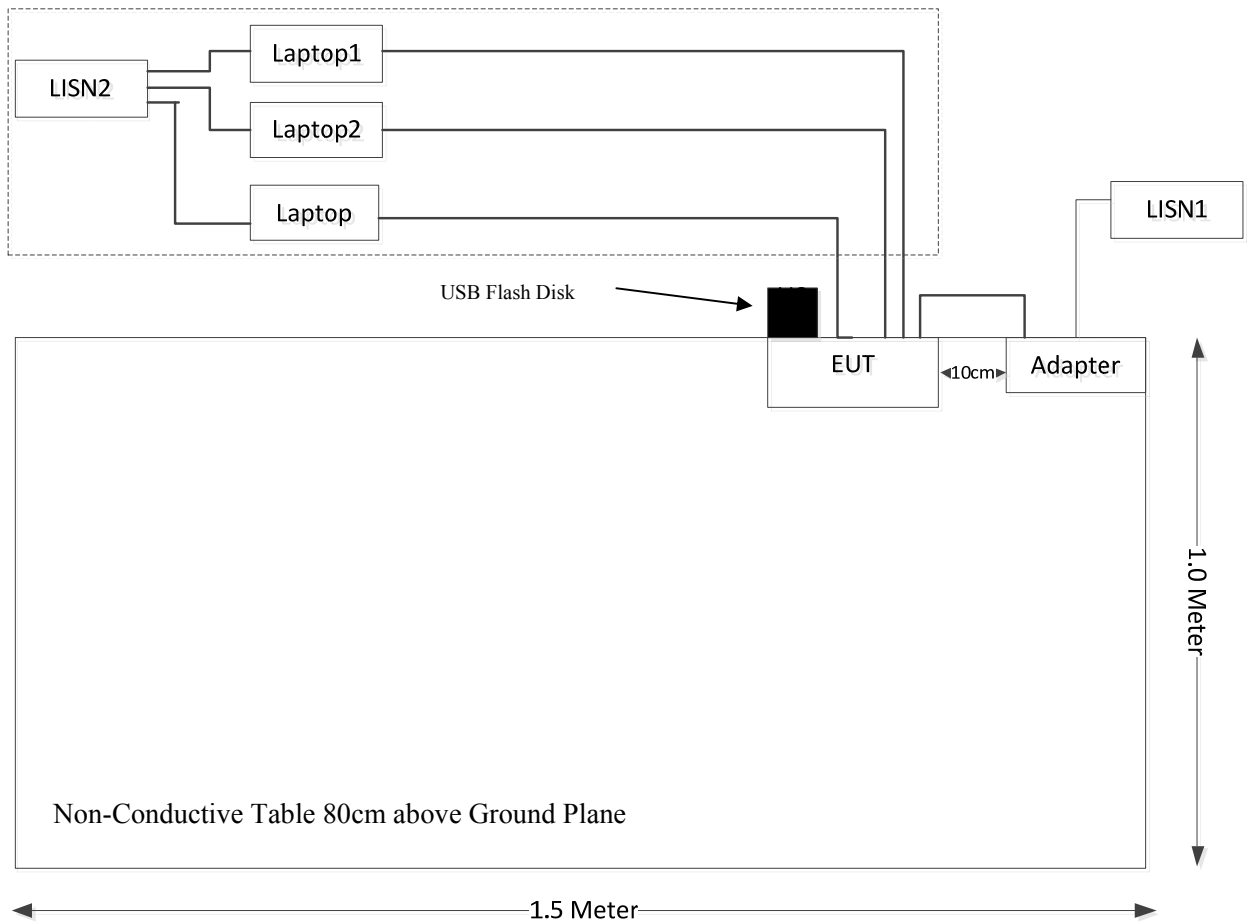 Laptop1
LISN2
Laptop2
Laptop
LISN1
USB Flash Disk
EUT
10cm
Adapter
1.0 Meter
Non-Conductive Table 80cm above Ground Plane
1.5 Meter